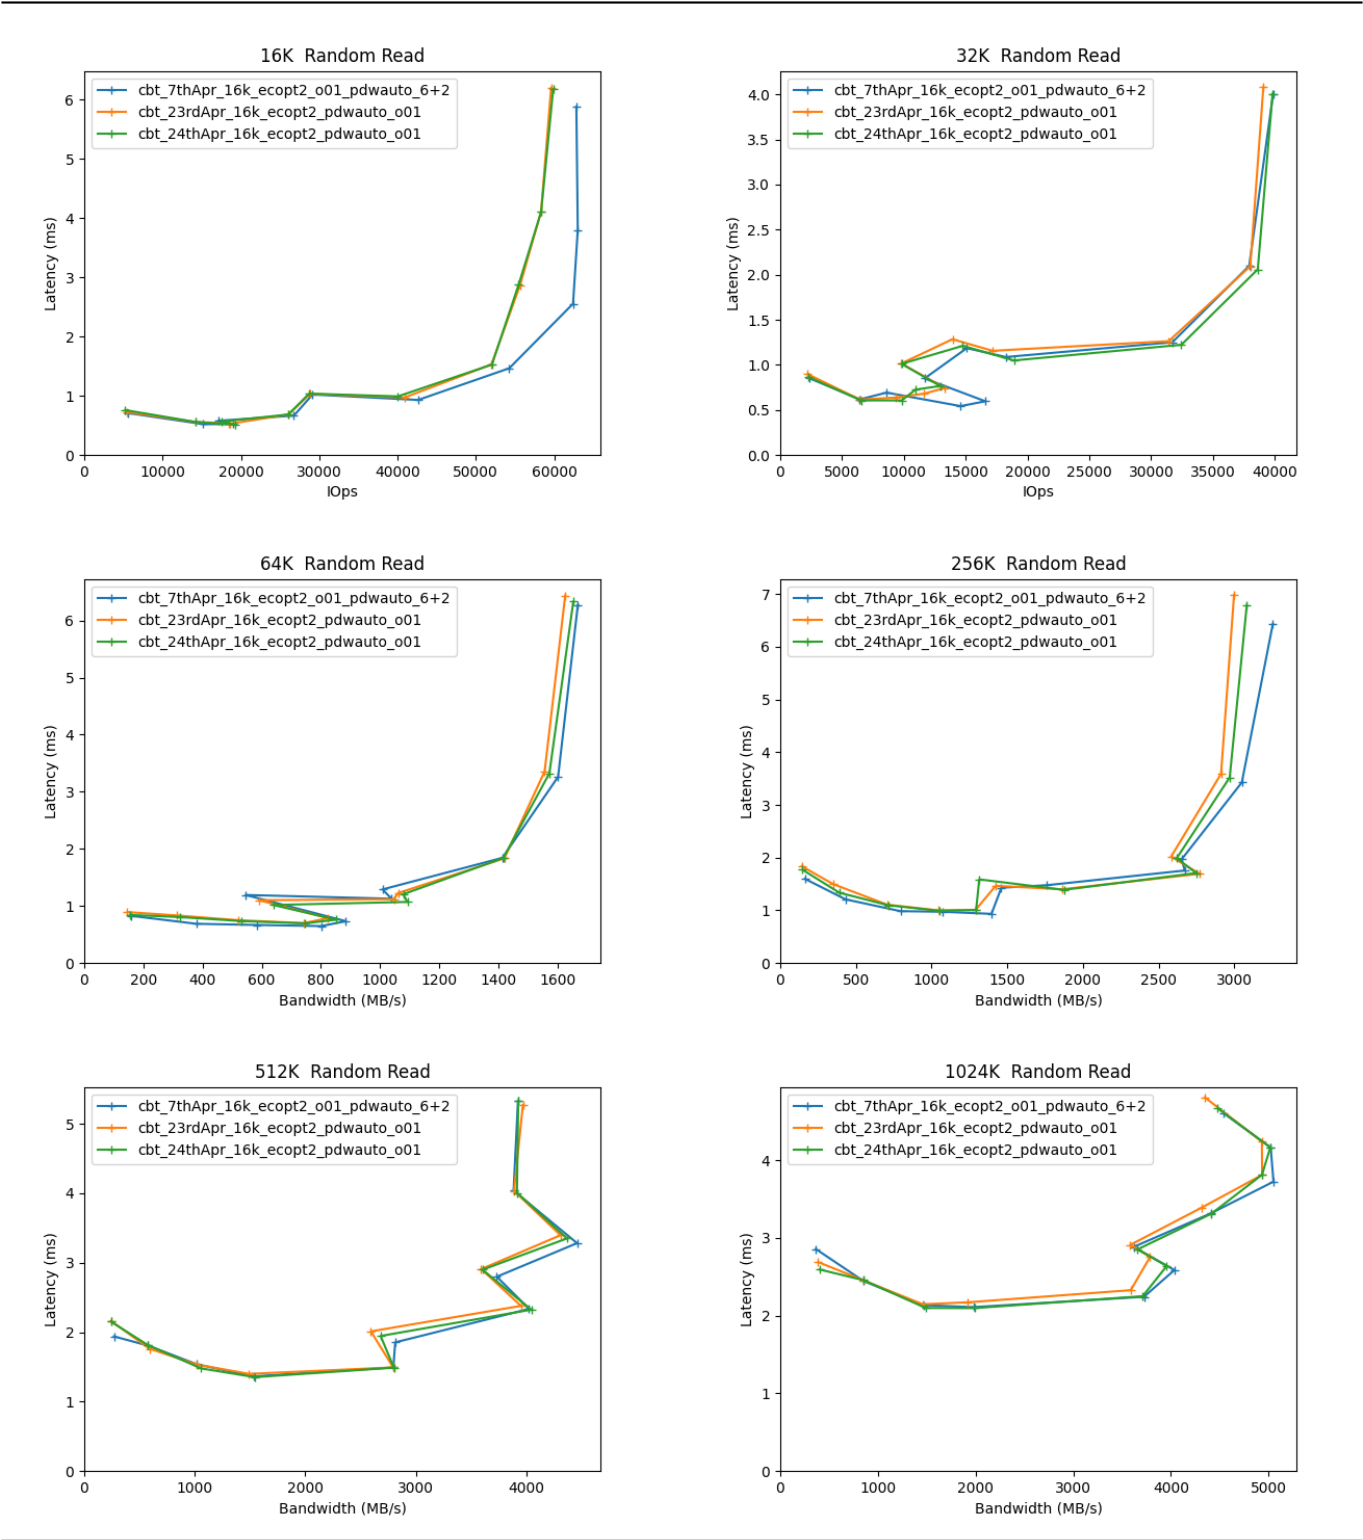 16K  Random Read
cbt_7thApr_16k_ecopt2_o01_pdwauto_6+2
cbt_23rdApr_16k_ecopt2_pdwauto_o01
cbt_24thApr_16k_ecopt2_pdwauto_o01
6
5
4
3
2
1
0
Latency (ms)
0 10000 20000 30000 40000 50000 60000
IOps
32K  Random Read
cbt_7thApr_16k_ecopt2_o01_pdwauto_6+2
cbt_23rdApr_16k_ecopt2_pdwauto_o01
cbt_24thApr_16k_ecopt2_pdwauto_o01
4.0
3.5
3.0
2.5
2.0
1.5
1.0
0.5
0.0
Latency (ms)
0 5000 10000 15000 20000 25000 30000 35000 40000
IOps
64K  Random Read
cbt_7thApr_16k_ecopt2_o01_pdwauto_6+2
cbt_23rdApr_16k_ecopt2_pdwauto_o01
cbt_24thApr_16k_ecopt2_pdwauto_o01
6
5
4
3
2
1
0
Latency (ms)
0 200 400 600 800 1000 1200 1400 1600
Bandwidth (MB/s)
256K  Random Read
cbt_7thApr_16k_ecopt2_o01_pdwauto_6+2
cbt_23rdApr_16k_ecopt2_pdwauto_o01
cbt_24thApr_16k_ecopt2_pdwauto_o01
7
6
5
4
3
2
1
0
Latency (ms)
0 500 1000 1500 2000 2500 3000
Bandwidth (MB/s)
512K  Random Read
cbt_7thApr_16k_ecopt2_o01_pdwauto_6+2
cbt_23rdApr_16k_ecopt2_pdwauto_o01
cbt_24thApr_16k_ecopt2_pdwauto_o01
5
4
3
2
1
0
Latency (ms)
0 1000 2000 3000 4000
Bandwidth (MB/s)
1024K  Random Read
cbt_7thApr_16k_ecopt2_o01_pdwauto_6+2
cbt_23rdApr_16k_ecopt2_pdwauto_o01
cbt_24thApr_16k_ecopt2_pdwauto_o01
4
3
2
1
0
Latency (ms)
0 1000 2000 3000 4000 5000
Bandwidth (MB/s)